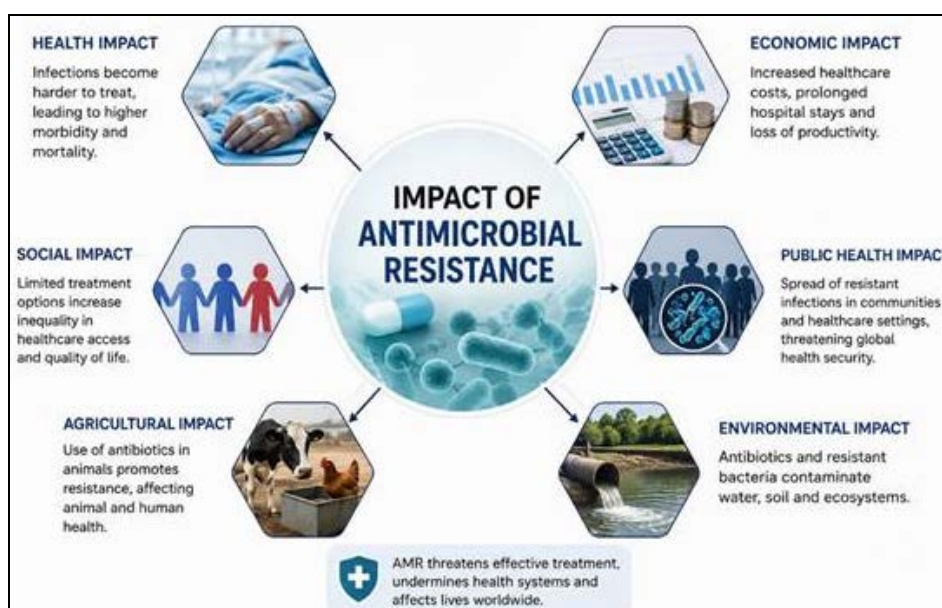 HEALTH IMPACT
Infections become
harder to treat,
leading to higher
morbidity and
mortality.
ECONOMIC IMPACT
Increased healthcare
costs, prolonged
hospital stays and
loss of productivity.
IMPACT OF
ANTIMICROBIAL
RESISTANCE
SOCIAL IMPACT
Limited treatment
options increase
inequality in
healthcare access
and quality of life.
PUBLIC HEALTH IMPAC
Spread of resistant
infections in communities
and healthcare settings,
threatening global
health security.
AGRICULTURAL IMPACT
Use of antibiotics in
animals promotes
resistance, affecting
animal and human
health.
ENVIRONMENTAL IMPACT
Antibiotics and resistant
bacteria contaminate
water, soil and ecosystems.
AMR threatens effective treatment,
undermines health systems and
affects lives worldwide.